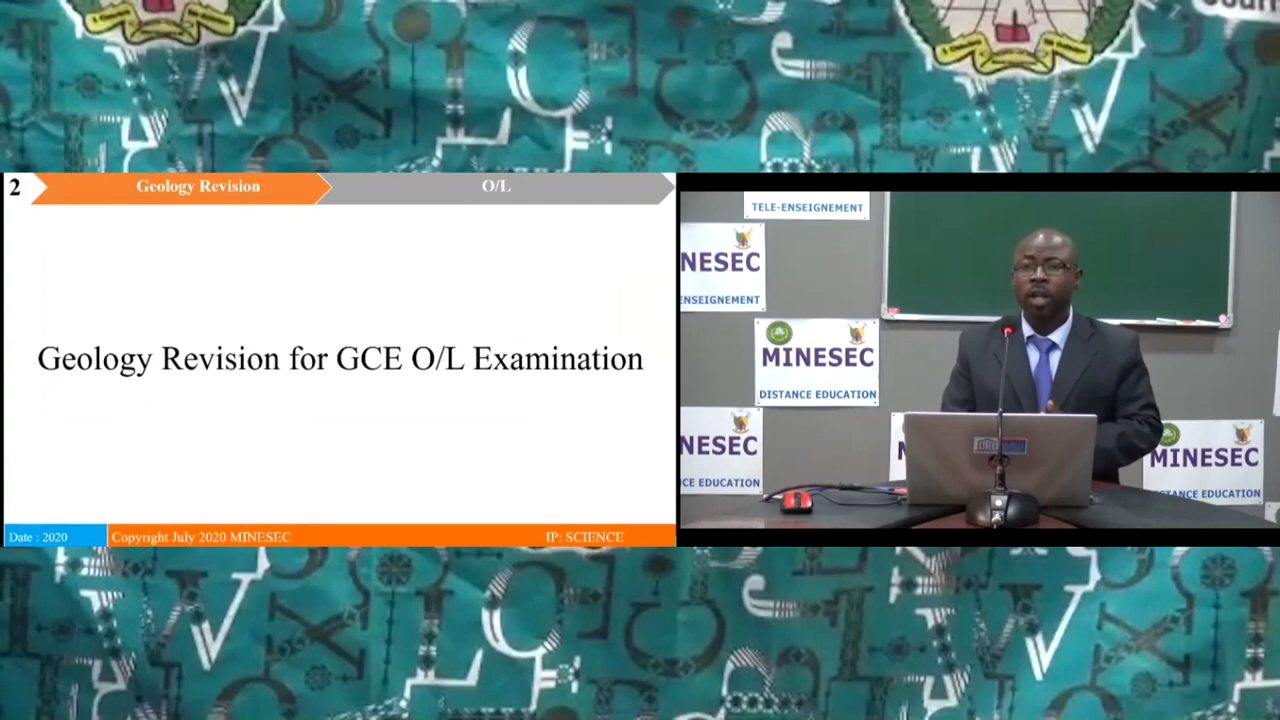 2
Geology Revision
O/L
Geology Revision for GCE O/L Examination
Date : 2020
Copyright July 2020 MINESEC
IP: SCIENCE
TELE-ENSEIGNEMENT
NESEC
ENSEIGNEMENT
MINESEC
DISTANCE EDUCATION
NESEC
CE EDUCATION
MINESEC
STANCE EDUCATION